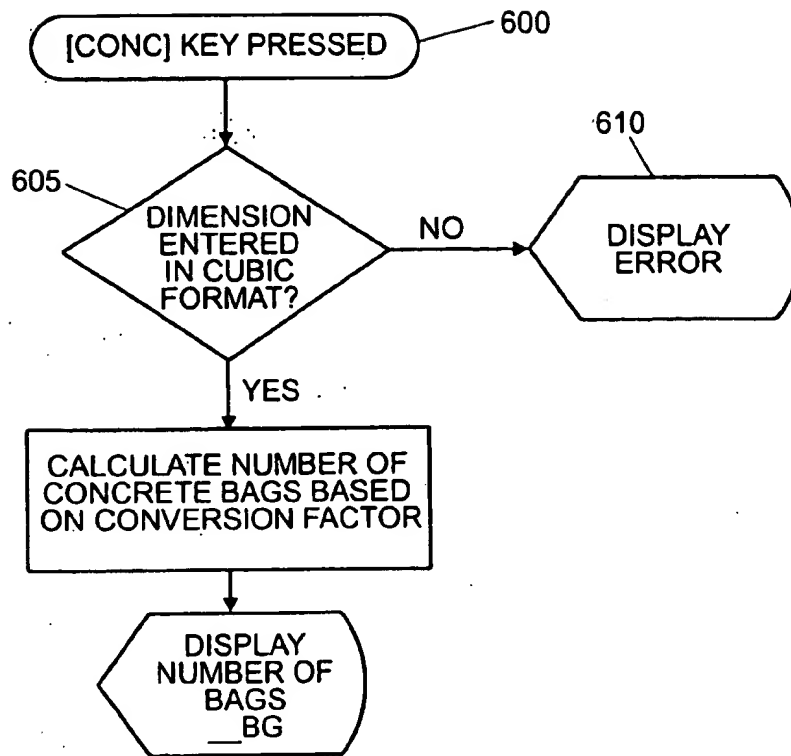 [CONC] KEY PRESSED
600
610
605
DIMENSION
ENTERED
IN CUBIC
FORMAT?
NO
DISPLAY
ERROR
YES
CALCULATE NUMBER OF
CONCRETE BAGS BASED
ON CONVERSION FACTOR
DISPLAY
NUMBER OF
BAGS
__BG